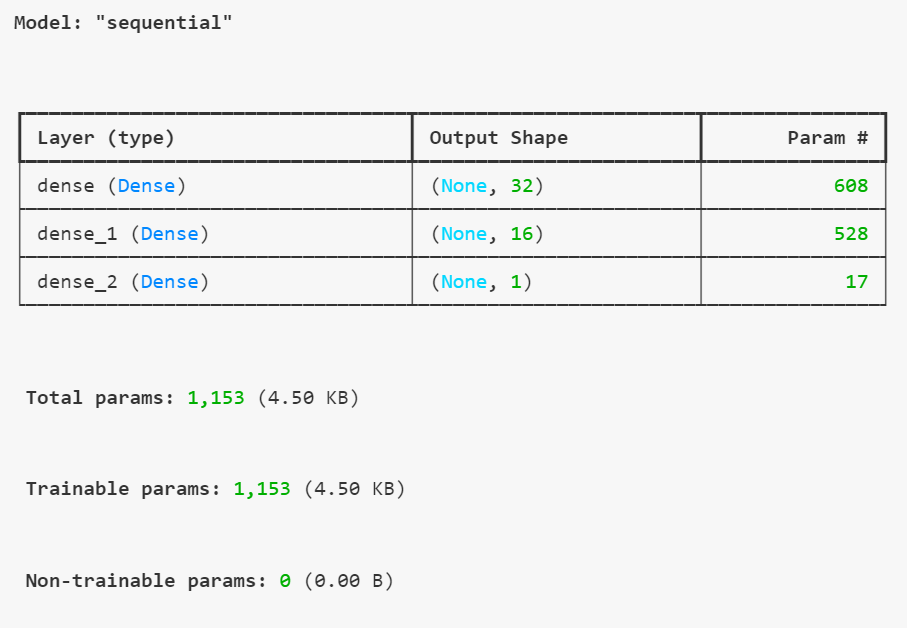 Model: "sequential"
Layer (type) Output Shape Param #
dense (Dense) (None, 32) 608
dense_1 (Dense) (None, 16) 528
dense_2 (Dense) (None, 1) 17
Total params: 1,153 (4.50 KB)
Trainable params: 1,153 (4.50 KB)
Non-trainable params: 0 (0.00 B)